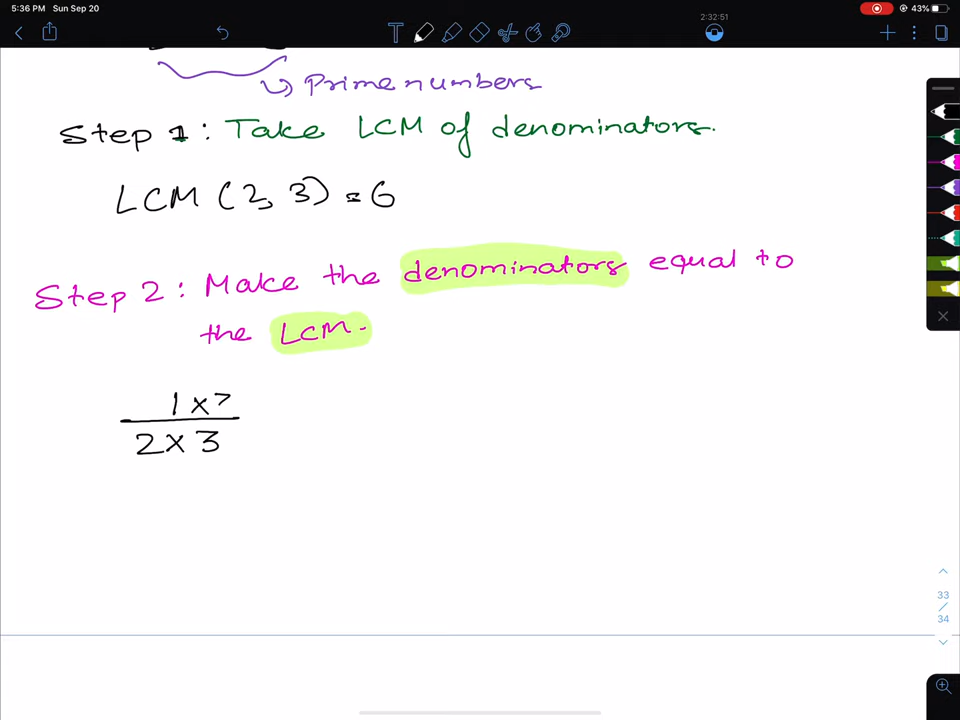 5:36 PM Sun Sep 20
2:32:51
43%
T
Prime numbers
Step 1: Take LCM of denominators.
LCM (2, 3) = 6
Step 2: Make the denominators equal to
the LCM.
1 x
2 x 3
33
/
34